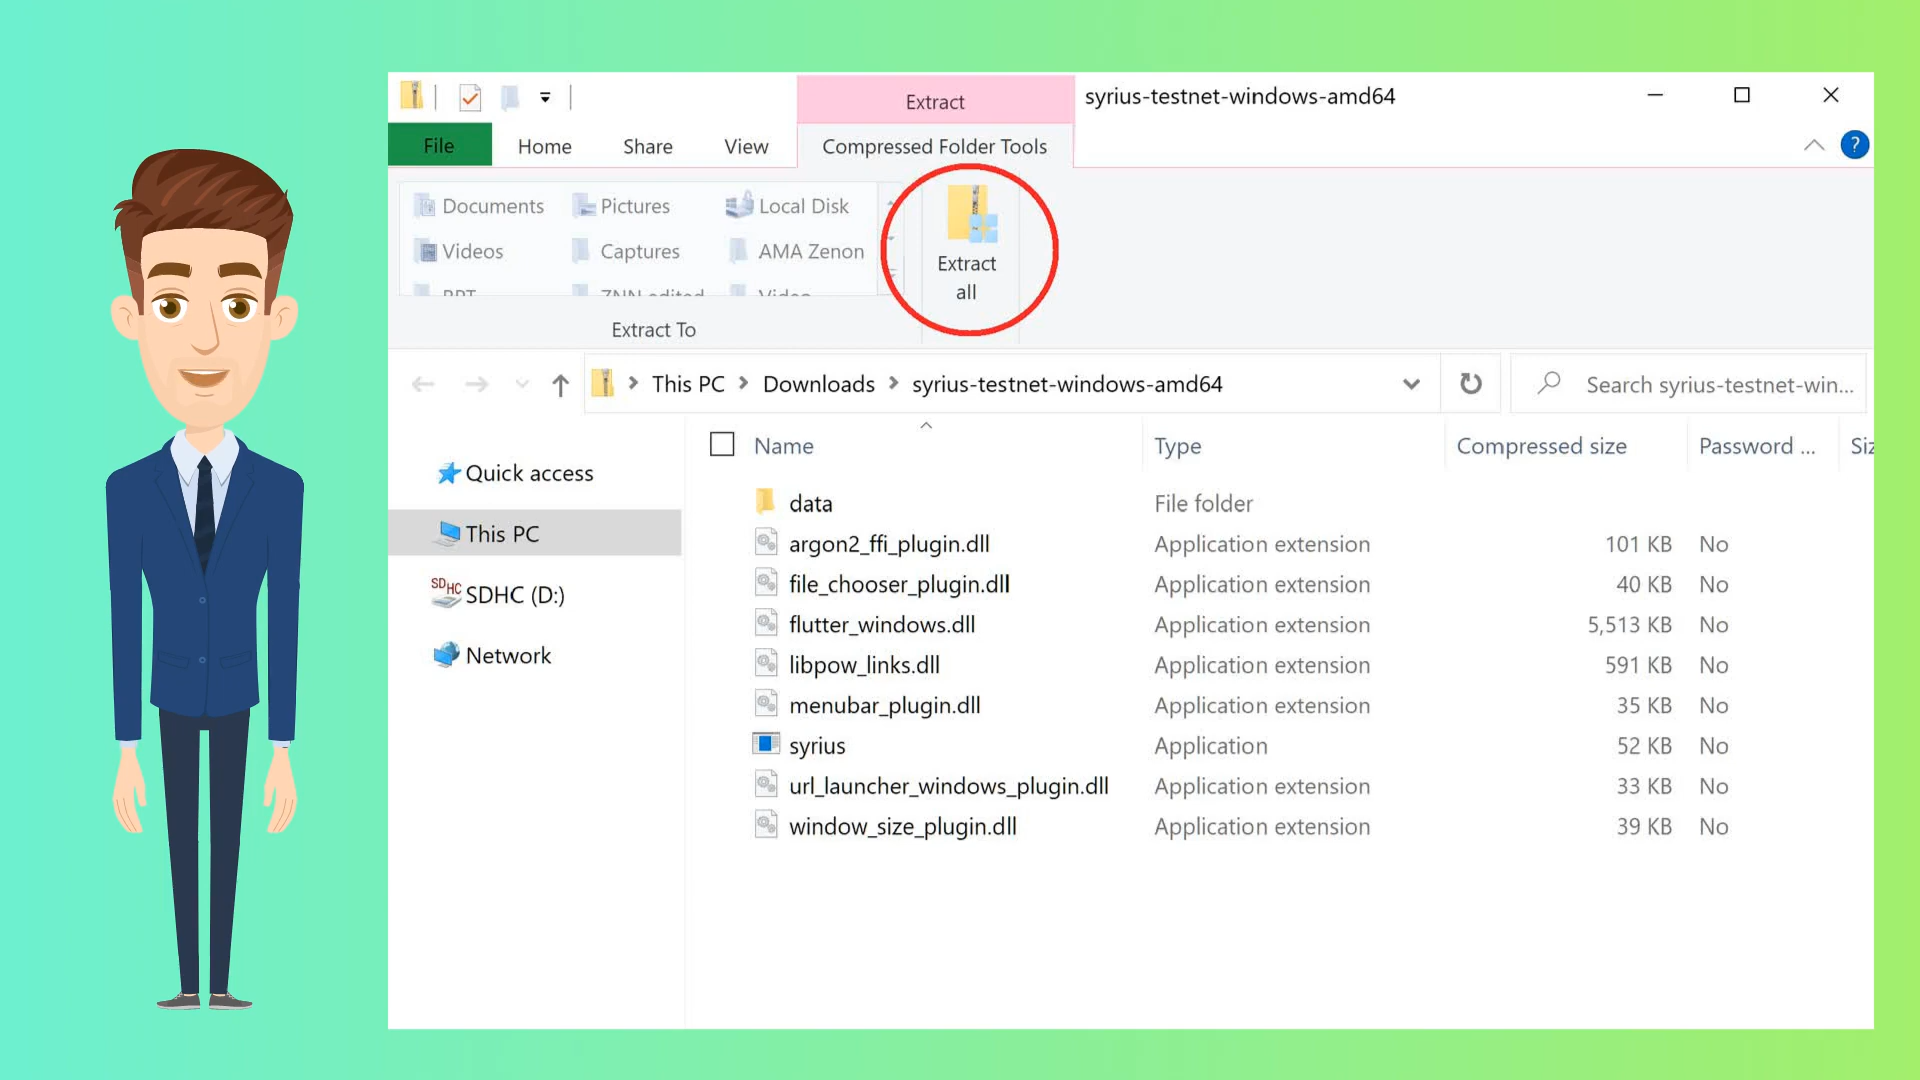 Extract
syrius-testnet-windows-amd64
File
Home
Share
View
Compressed Folder Tools
?
Documents
Pictures
Local Disk
Videos
Captures
AMA Zenon
ZNN edited
Video
Extract
all
Extract To
This PC
Downloads
syrius-testnet-windows-amd64
Search syrius-testnet-win...
Name
Type
Compressed size
Password ...
Siz
Quick access
This PC
SDHC
SDHC (D:)
Network
data File folder
argon2_ffi_plugin.dll Application extension 101 KB No
file_chooser_plugin.dll Application extension 40 KB No
flutter_windows.dll Application extension 5,513 KB No
libpow_links.dll Application extension 591 KB No
menubar_plugin.dll Application extension 35 KB No
syrius Application 52 KB No
url_launcher_windows_plugin.dll Application extension 33 KB No
window_size_plugin.dll Application extension 39 KB No